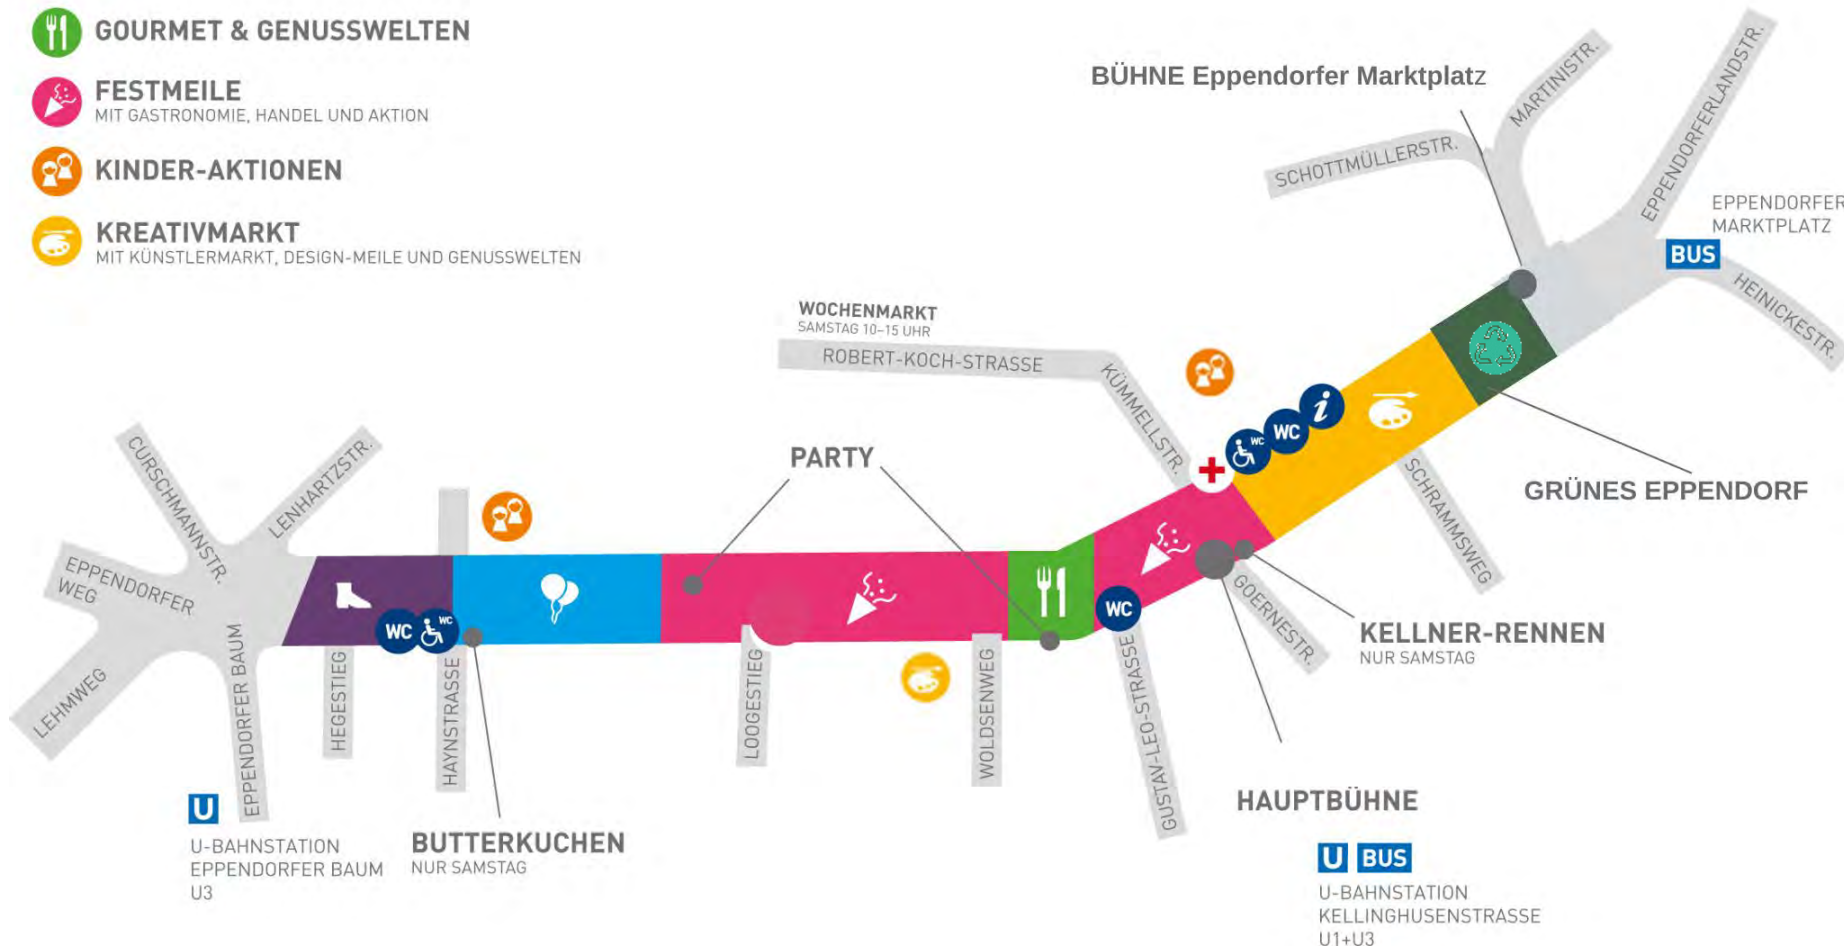 GOURMET & GENUSSWELTEN
FESTMEILE
MIT GASTRONOMIE, HANDEL UND AKTION
KINDER-AKTIONEN
KREATIVMARKT
MIT KÜNSTLERMARKT, DESIGN-MEILE UND GENUSSWELTEN
BÜHNE Eppendorfer Marktplatz
MARTINISTR.
SCHOTTMÜLLERSTR.
EPPENDORFERLANDSTR.
EPPENDORFER
MARKTPLATZ
BUS
HEINICKESTR.
WOCHENMARKT
SAMSTAG 10–15 UHR
ROBERT-KOCH-STRASSE
KÜMMELLSTR.
WC
WC
i
GRÜNES EPPENDORF
SCHRAMMSWEG
PARTY
CURSCHMANNSTR.
LENHARTZSTR.
EPPENDORFER
WEG
LEHMWEG
EPPENDORFER BAUM
HEGESTIEG
WC
WC
HAYNSTRASSE
LOOGESTIEG
WOLDSENWEG
WC
GUSTAV-LEO-STRASSE
GOERNESTR.
KELLNER-RENNEN
NUR SAMSTAG
HAUPTBÜHNE
U
U-BAHNSTATION
EPPENDORFER BAUM
U3
BUTTERKUCHEN
NUR SAMSTAG
U BUS
U-BAHNSTATION
KELLINGHUSENSTRASSE
U1+U3